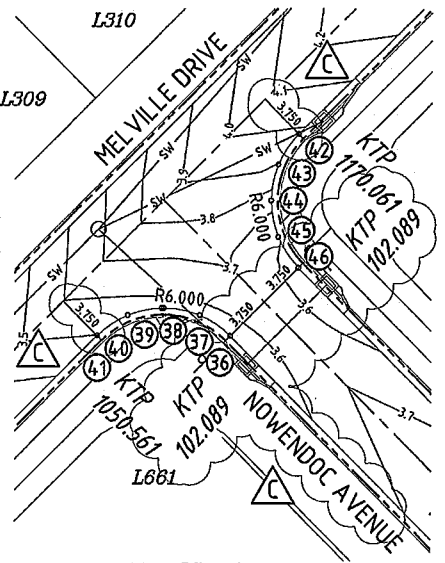 L310
L309
MELVILLE DRIVE
4.2
C
SW
4.1
3.750
4.0
SW
42
KTP
1170.061
43
3.9
SW
44
R6.000
KTP
102.089
3.8
45
46
SW
3.7
3.750
SW
R6.000
3.750
3.6
3.750
3.5
C
39
38
37
36
40
41
3.6
3.7
KTP
1050.561
KTP
102.089
NOWENDOC AVENUE
L661
C